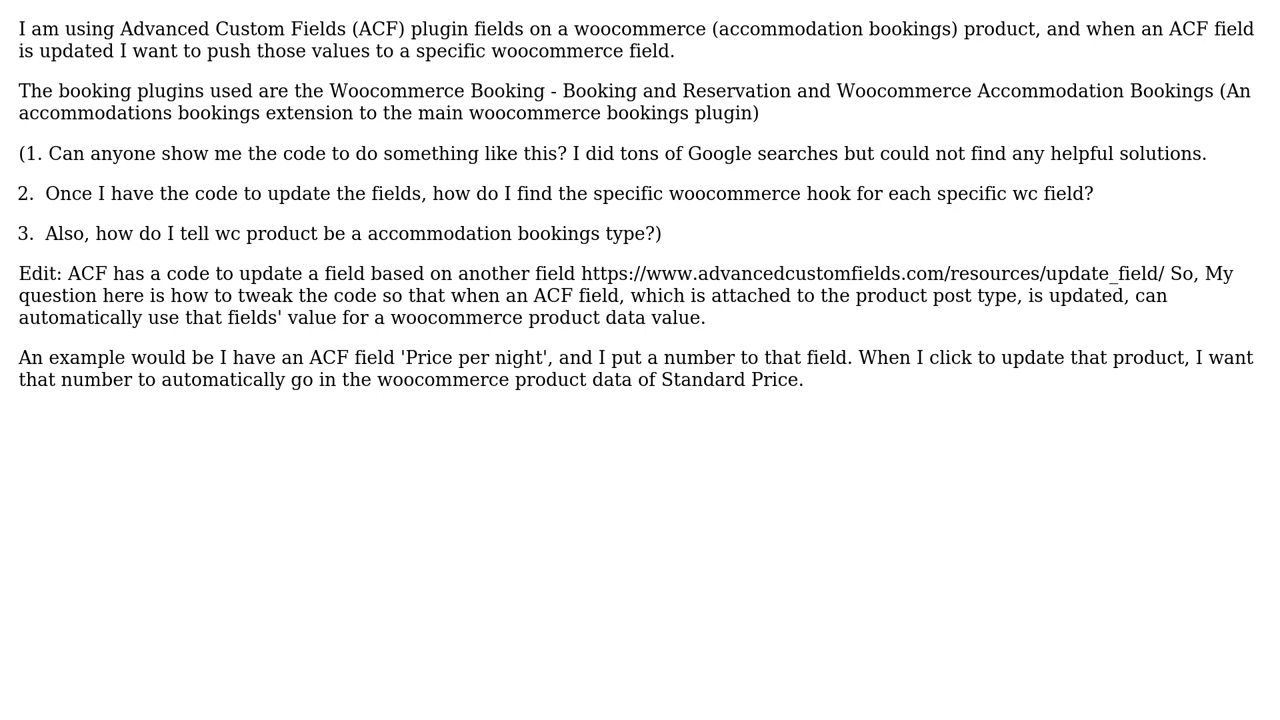 I am using Advanced Custom Fields (ACF) plugin fields on a woocommerce (accommodation bookings) product, and when an ACF field
is updated I want to push those values to a specific woocommerce field.
The booking plugins used are the Woocommerce Booking - Booking and Reservation and Woocommerce Accommodation Bookings (An
accommodations bookings extension to the main woocommerce bookings plugin)
(1. Can anyone show me the code to do something like this? I did tons of Google searches but could not find any helpful solutions.
2. Once I have the code to update the fields, how do I find the specific woocommerce hook for each specific wc field?
3. Also, how do I tell wc product be a accommodation bookings type?)
Edit: ACF has a code to update a field based on another field https://www.advancedcustomfields.com/resources/update_field/ So, My
question here is how to tweak the code so that when an ACF field, which is attached to the product post type, is updated, can
automatically use that fields' value for a woocommerce product data value.
An example would be I have an ACF field 'Price per night', and I put a number to that field. When I click to update that product, I want
that number to automatically go in the woocommerce product data of Standard Price.